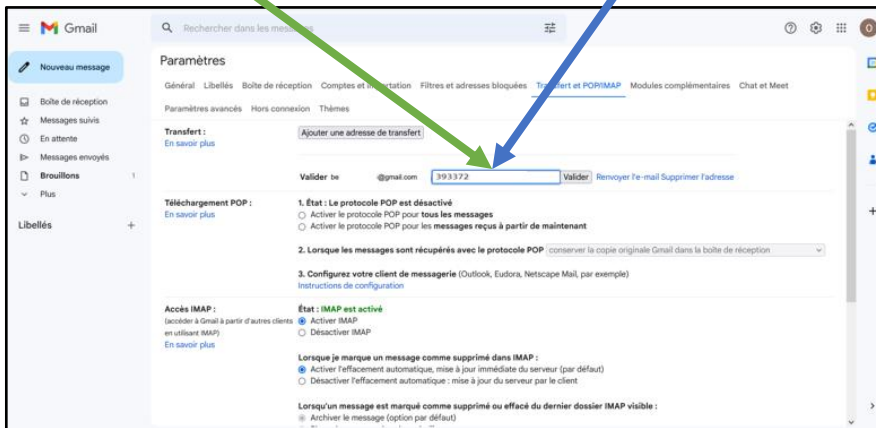 Gmail
Rechercher dans les mess
O
Nouveau message
Boîte de réception
Messages suivis
En attente
Messages envoyés
Brouillons 1
Plus
Libellés +
Paramètres
Général Libellés Boîte de réception Comptes et Filtres et adresses bloquées et POP/IMAP Modules complémentaires Chat et Meet
Paramètres avancés Hors connexion Thèmes
Transfert :
En savoir plus
Ajouter une adresse de transfert
Valider be @gmail.com 393372 Valider Renvoyer l'e-mail Supprimer l'adresse
Téléchargement POP :
En savoir plus
1. État : Le protocole POP est désactivé
Activer le protocole POP pour tous les messages
Activer le protocole POP pour les messages reçus à partir de maintenant
2. Lorsque les messages sont récupérés avec le protocole POP conserver la copie originale Gmail dans la boîte de réception
3. Configurez votre client de messagerie (Outlook, Eudora, Netscape Mail, par exemple)
Instructions de configuration
Accès IMAP :
(accéder à Gmail à partir d'autres clients
en utilisant IMAP)
En savoir plus
État : IMAP est activé
Activer IMAP
Désactiver IMAP
Lorsque je marque un message comme supprimé dans IMAP :
Activer l'effacement automatique, mise à jour immédiate du serveur (par défaut)
Désactiver l'effacement automatique : mise à jour du serveur par le client
Lorsqu'un message est marqué comme supprimé ou effacé du dernier dossier IMAP visible :
Archiver le message (option par défaut)